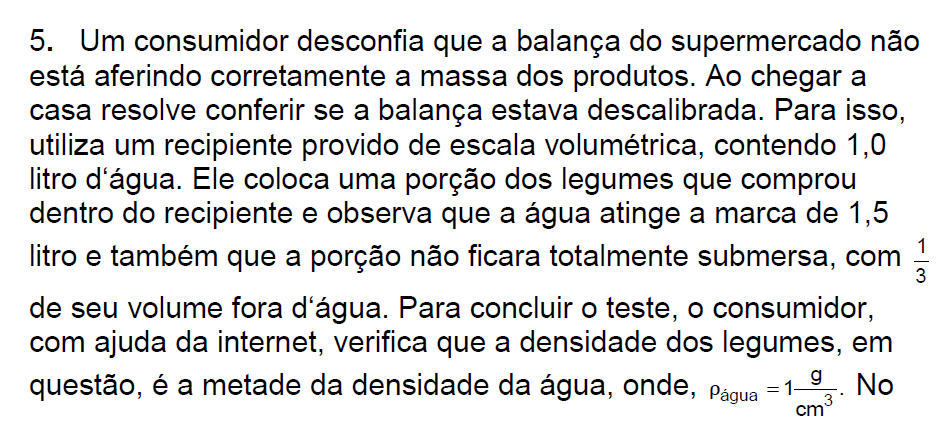 5. Um consumidor desconfia que a balança do supermercado não
está aferindo corretamente a massa dos produtos. Ao chegar a
casa resolve conferir se a balança estava descalibrada. Para isso,
utiliza um recipiente provido de escala volumétrica, contendo 1,0
litro d‘água. Ele coloca uma porção dos legumes que comprou
dentro do recipiente e observa que a água atinge a marca de 1,5
litro e também que a porção não ficara totalmente submersa, com 1/3
de seu volume fora d‘água. Para concluir o teste, o consumidor,
com ajuda da internet, verifica que a densidade dos legumes, em
questão, é a metade da densidade da água, onde, ρágua = 1 g/cm³. No